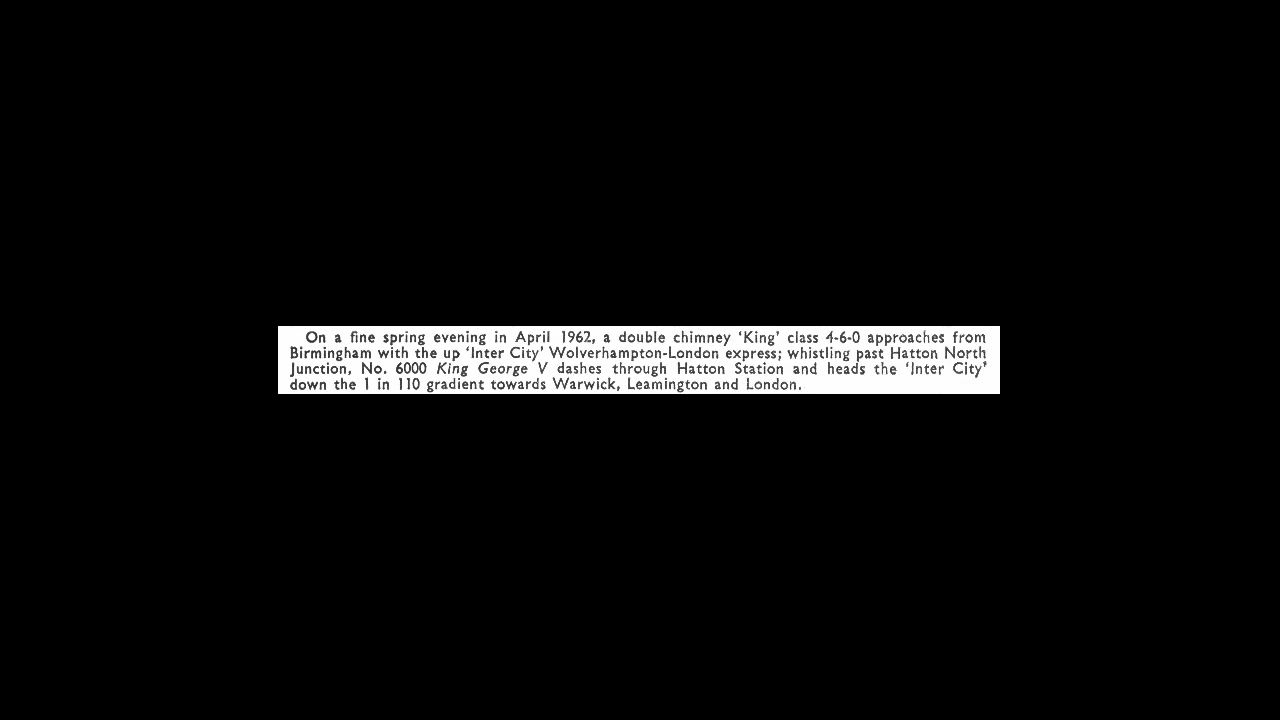 On a fine spring evening in April 1962, a double chimney ‘King’ class 4-6-0 approaches from
Birmingham with the up ‘Inter City’ Wolverhampton-London express; whistling past Hatton North
Junction, No. 6000 King George V dashes through Hatton Station and heads the ‘Inter City’
down the 1 in 110 gradient towards Warwick, Leamington and London.